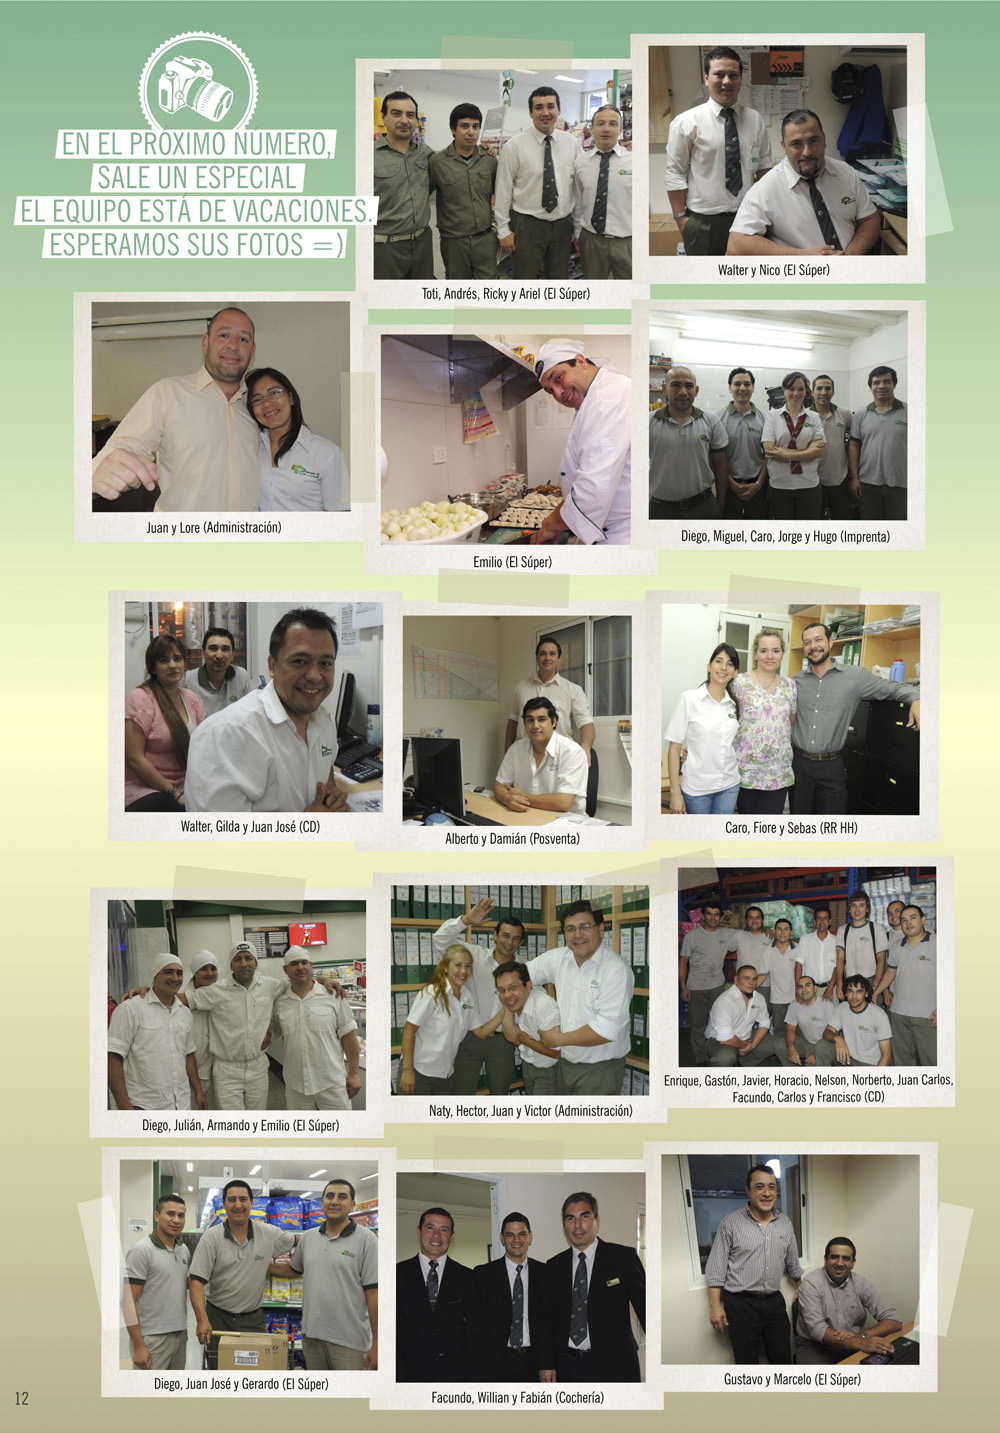 EN EL PRÓXIMO NÚMERO,
SALE UN ESPECIAL
EL EQUIPO ESTÁ DE VACACIONES.
ESPERAMOS SUS FOTOS =)
Toti, Andrés, Ricky y Ariel (El Súper)
Walter y Nico (El Súper)
Juan y Lore (Administración)
Emilio (El Súper)
Diego, Miguel, Caro, Jorge y Hugo (Imprenta)
Walter, Gilda y Juan José (CD)
Alberto y Damián (Posventa)
Caro, Fiore y Sebas (RR HH)
Diego, Julián, Armando y Emilio (El Súper)
Naty, Hector, Juan y Victor (Administración)
Enrique, Gastón, Javier, Horacio, Nelson, Norberto, Juan Carlos,
Facundo, Carlos y Francisco (CD)
Diego, Juan José y Gerardo (El Súper)
Facundo, Willian y Fabián (Cochería)
Gustavo y Marcelo (El Súper)
12